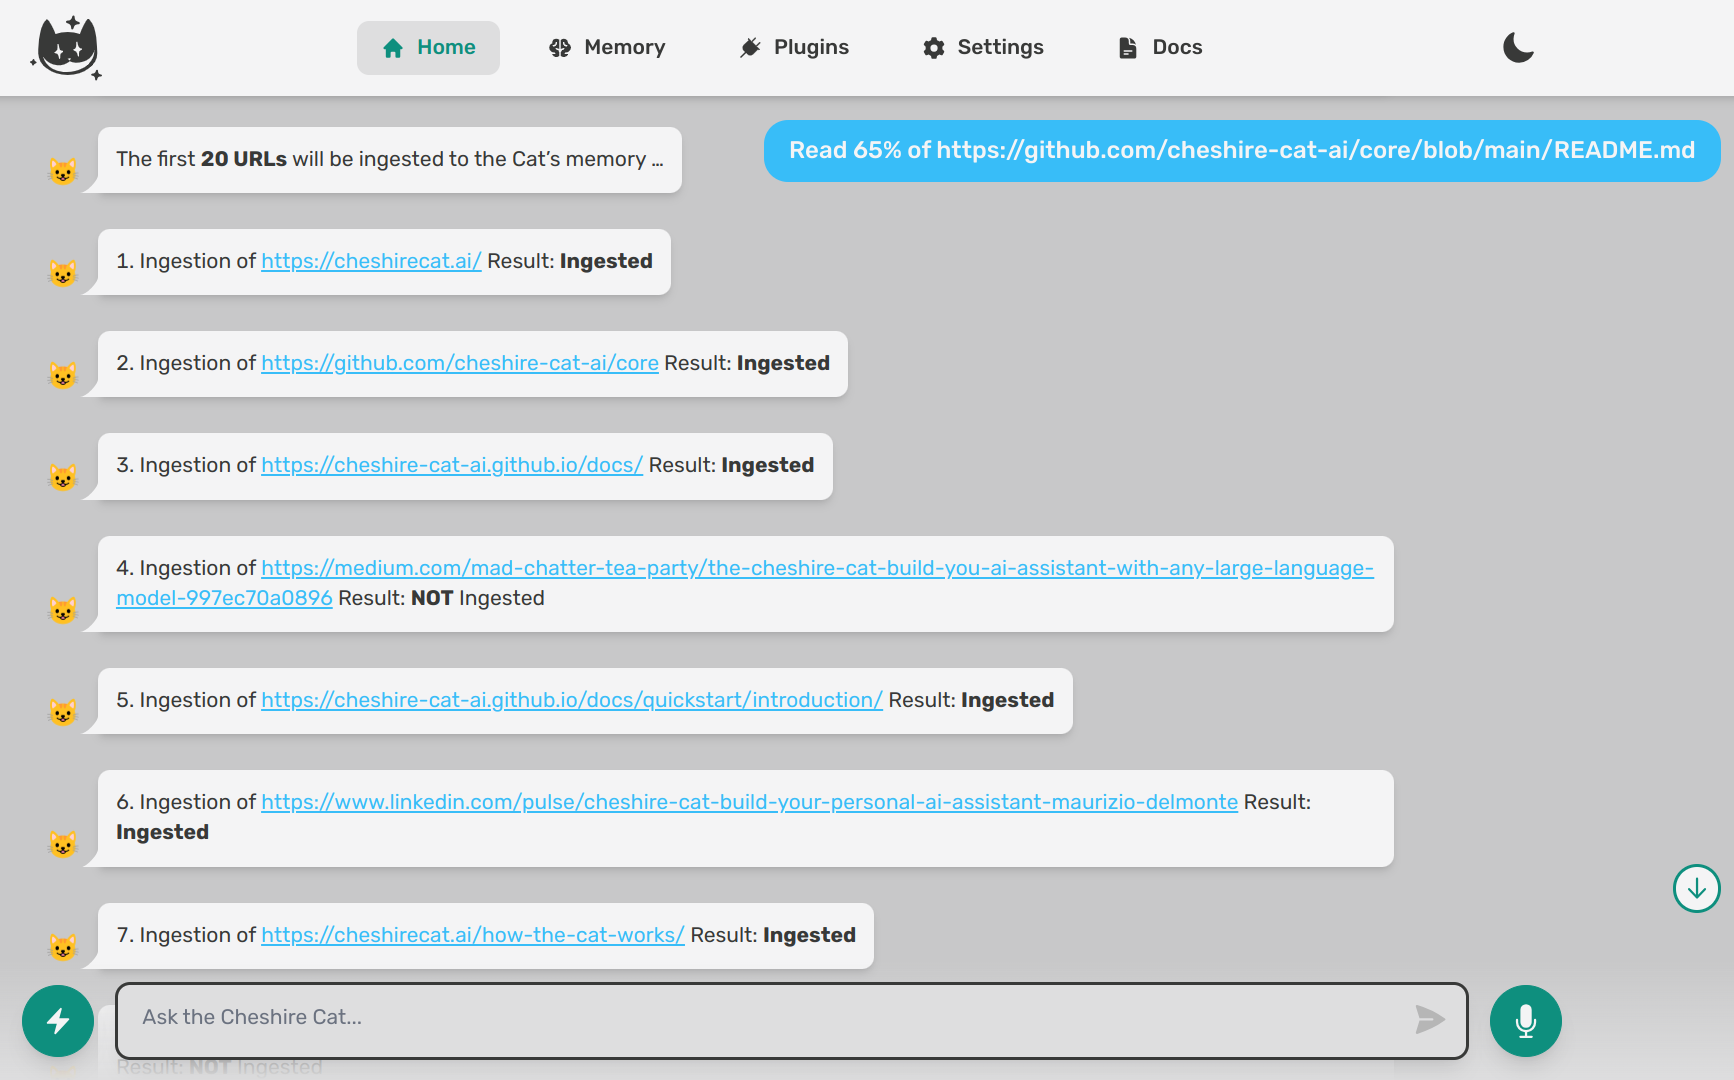 Home
Memory
Plugins
Settings
Docs
The first 20 URLs will be ingested to the Cat’s memory ...
Read 65% of https://github.com/cheshire-cat-ai/core/blob/main/README.md
1. Ingestion of https://cheshirecat.ai/ Result: Ingested
2. Ingestion of https://github.com/cheshire-cat-ai/core Result: Ingested
3. Ingestion of https://cheshire-cat-ai.github.io/docs/ Result: Ingested
4. Ingestion of https://medium.com/mad-chatter-tea-party/the-cheshire-cat-build-you-ai-assistant-with-any-large-language-
model-997ec70a0896 Result: NOT Ingested
5. Ingestion of https://cheshire-cat-ai.github.io/docs/quickstart/introduction/ Result: Ingested
6. Ingestion of https://www.linkedin.com/pulse/cheshire-cat-build-your-personal-ai-assistant-maurizio-delmonte Result:
Ingested
7. Ingestion of https://cheshirecat.ai/how-the-cat-works/ Result: Ingested
Ask the Cheshire Cat...
Result: NOT Ingested